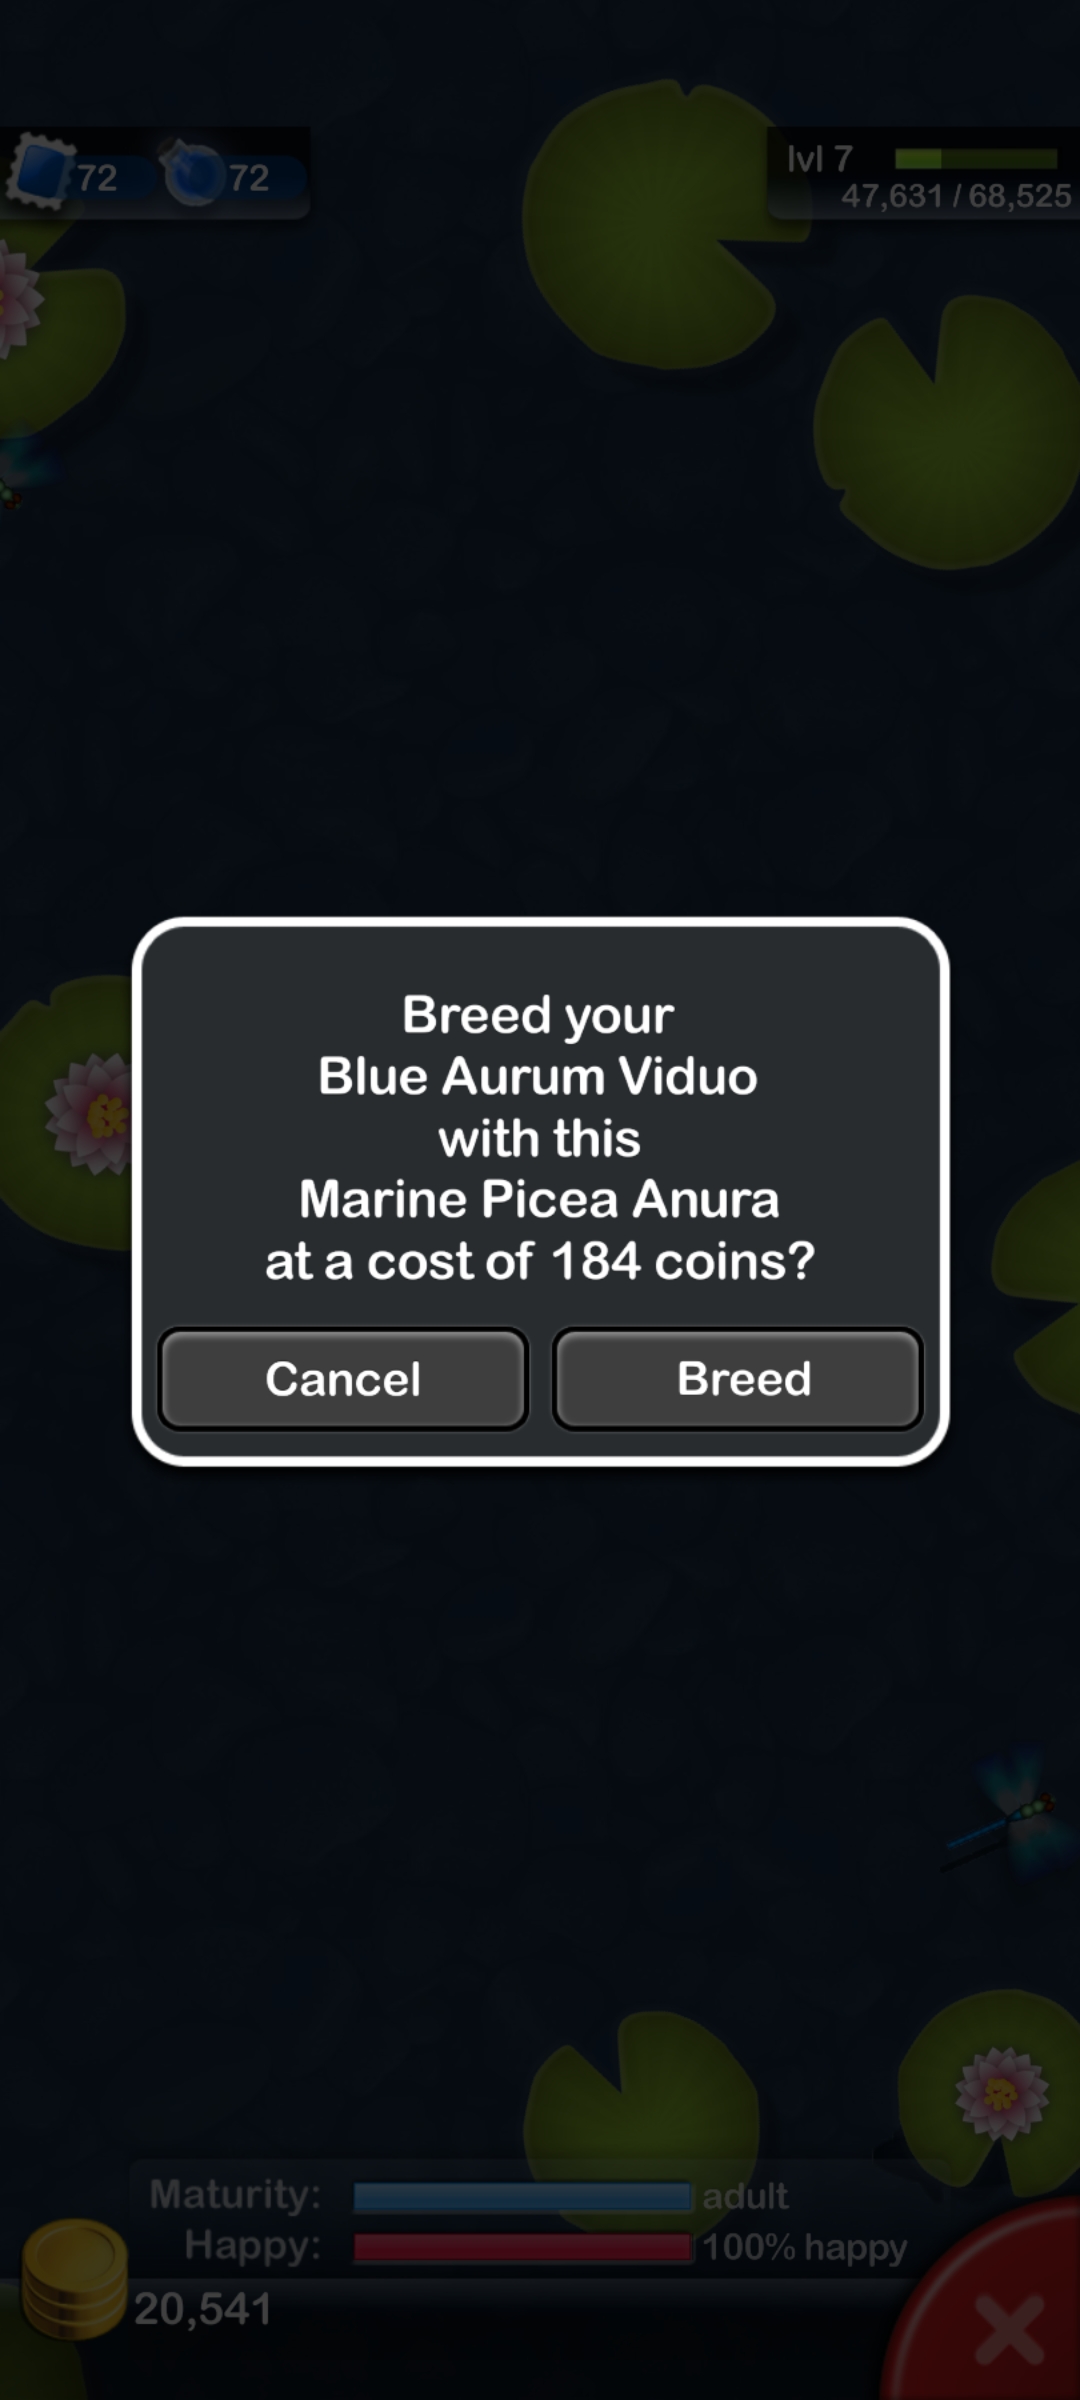 72
72
lvl 7
47,631 / 68,525
Breed your
Blue Aurum Viduo
with this
Marine Picea Anura
at a cost of 184 coins?
Cancel
Breed
Maturity:
adult
Happy:
100% happy
20,541